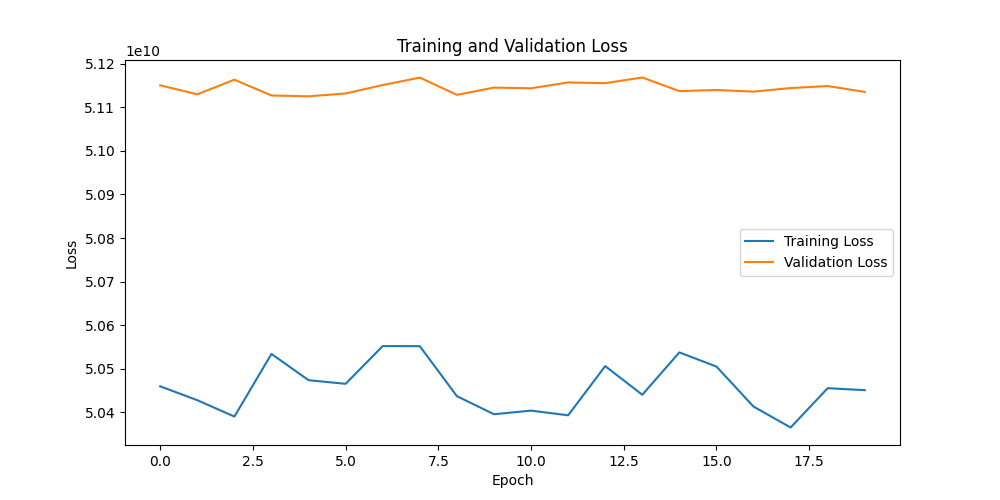 Training and Validation Loss
1e10
5.12
5.11
5.10
5.09
5.08
5.07
5.06
5.05
5.04
Loss
Training Loss
Validation Loss
0.0 2.5 5.0 7.5 10.0 12.5 15.0 17.5
Epoch